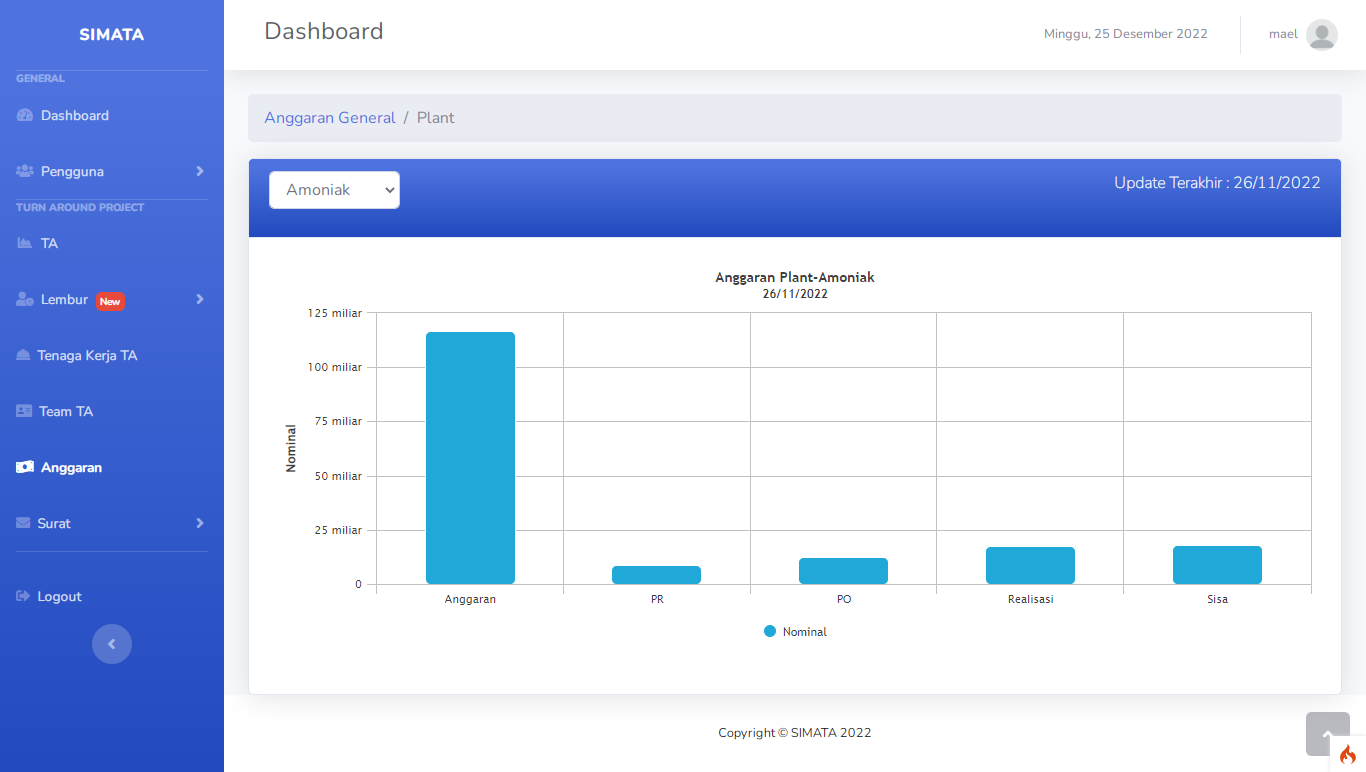 SIMATA
Dashboard
Minggu, 25 Desember 2022
mael
GENERAL
Dashboard
Pengguna
TURN AROUND PROJECT
TA
Lembur New
Tenaga Kerja TA
Team TA
Anggaran
Surat
Logout
Anggaran General / Plant
Amoniak
Update Terakhir : 26/11/2022
Anggaran Plant-Amoniak
26/11/2022
Nominal
125 miliar
100 miliar
75 miliar
50 miliar
25 miliar
0
Anggaran PR PO Realisasi Sisa
Nominal
Copyright © SIMATA 2022